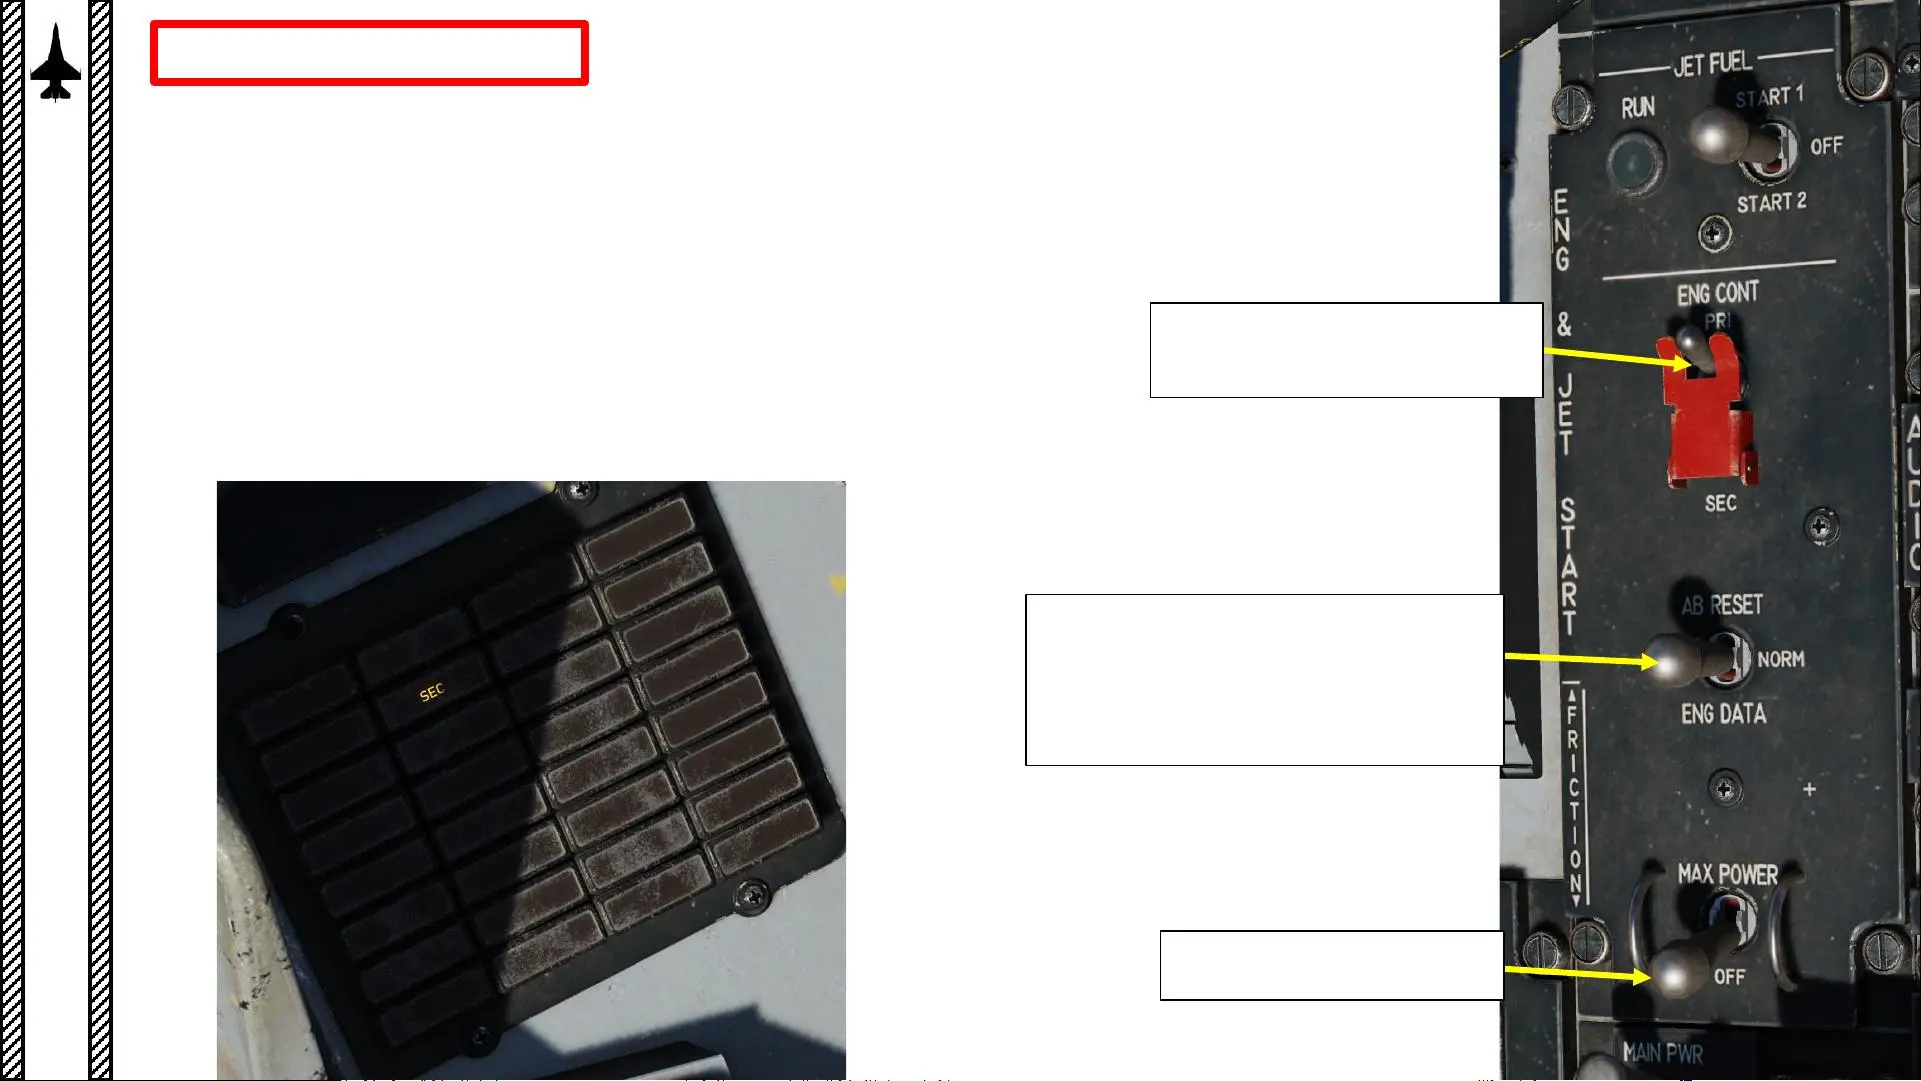 JET FUEL
START 1
RUN
OFF
START 2
ENG & JET START
ENG CONT
PRI
SEC
AB RESET
NORM
ENG DATA
FRICTION
+
MAX POWER
OFF
MAIN PWR
AUDIO
SEC